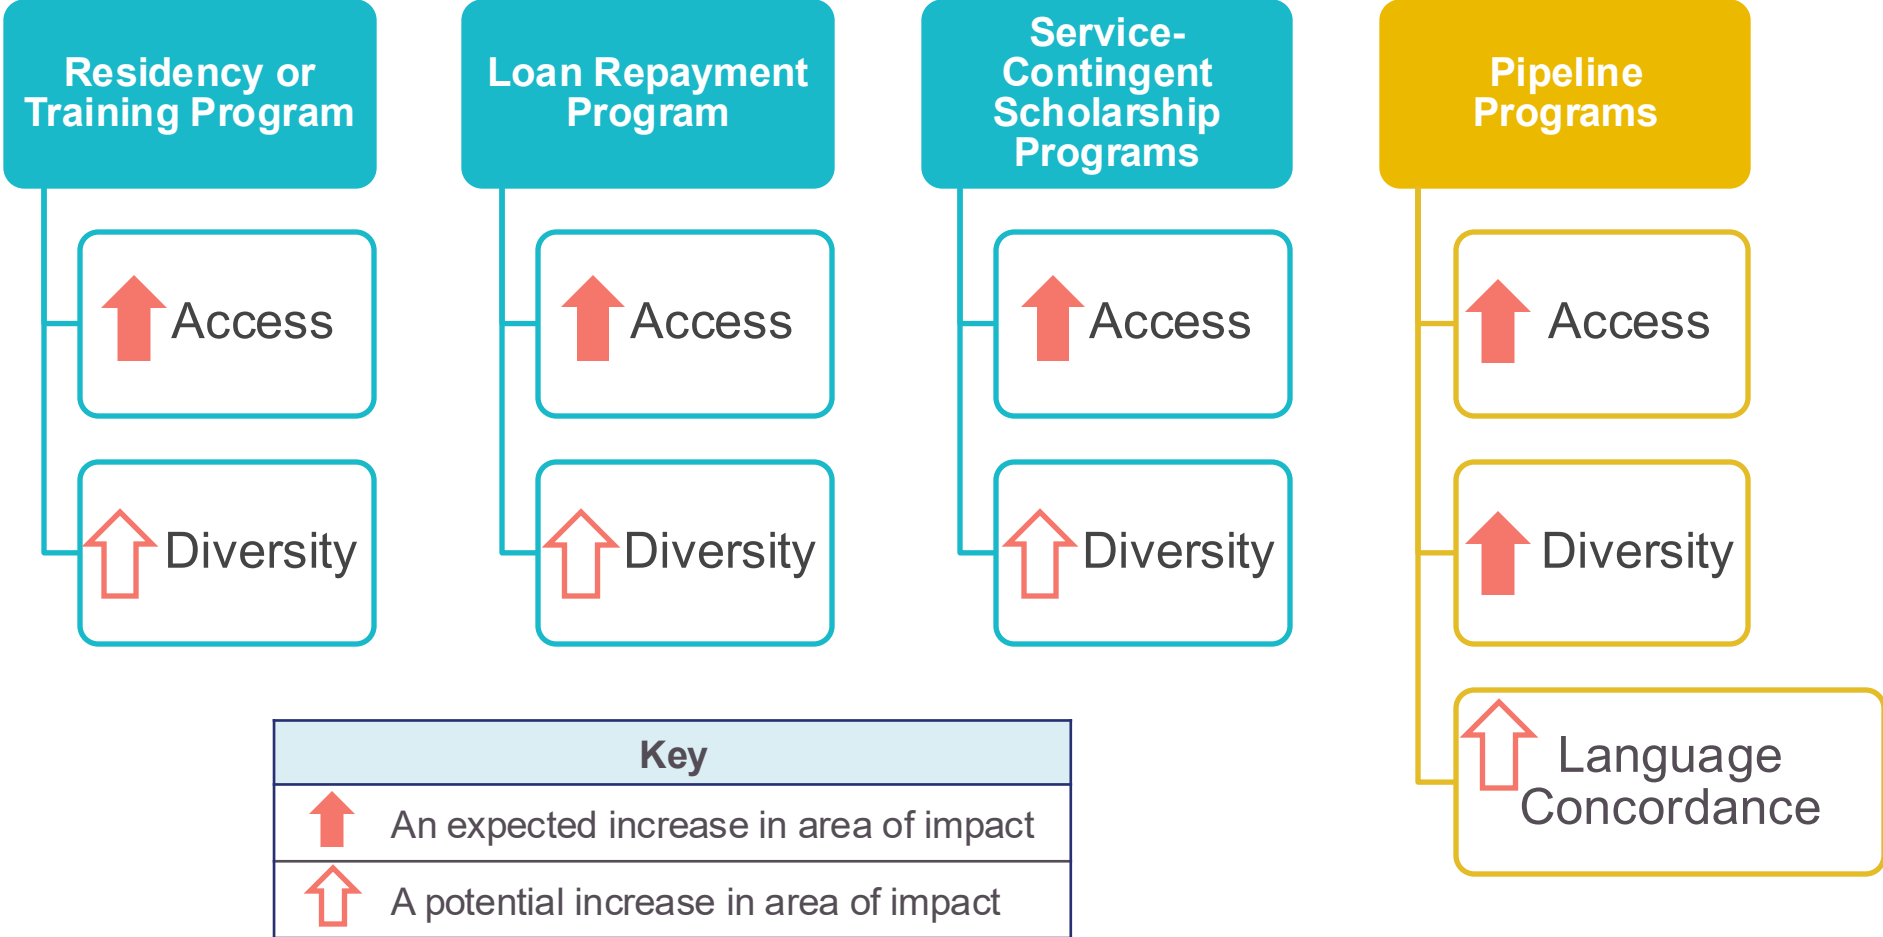 Residency or
Training Program
Access
Diversity
Loan Repayment
Program
Access
Diversity
Service-
Contingent
Scholarship
Programs
Access
Diversity
Pipeline
Programs
Access
Diversity
Language
Concordance
Key
An expected increase in area of impact
A potential increase in area of impact